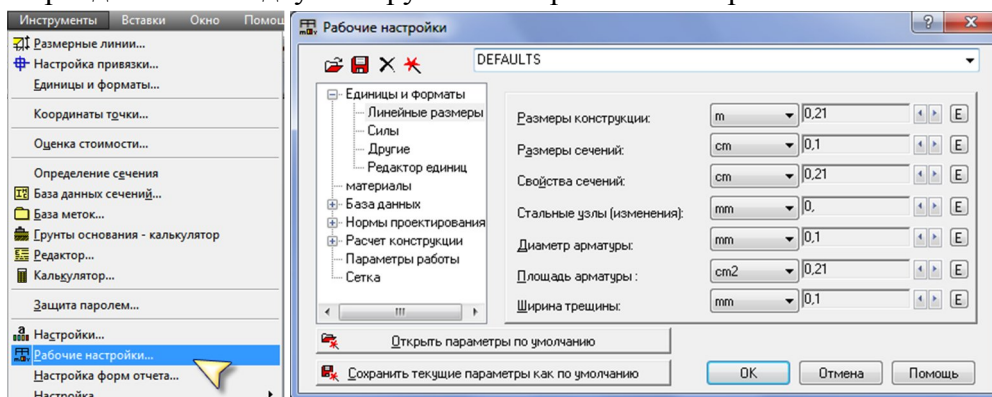 Инструменты Вставки Окно Помощ
Размерные линии...
Настройка привязки...
Единицы и форматы...
Координаты точки...
Оценка стоимости...
Определение сечения
База данных сечений...
База меток...
Грунты основания - калькулятор
Редактор...
Калькулятор...
Защита паролем...
Настройки...
Рабочие настройки...
Настройка форм отчета...
Настройка
Рабочие настройки
DEFAULTS
Единицы и форматы
Линейные размеры
Силы
Другие
Редактор единиц
материалы
База данных
Нормы проектирования
Расчет конструкции
Параметры работы
Сетка
Размеры конструкции: m 0,21 E
Размеры сечений: cm 0,1 E
Свойства сечений: cm 0,21 E
Стальные узлы (изменения): mm 0, E
Диаметр арматуры: mm 0,1 E
Площадь арматуры : cm2 0,21 E
Ширина трещины: mm 0,1 E
Открыть параметры по умолчанию
Сохранить текущие параметры как по умолчанию
OK Отмена Помощь